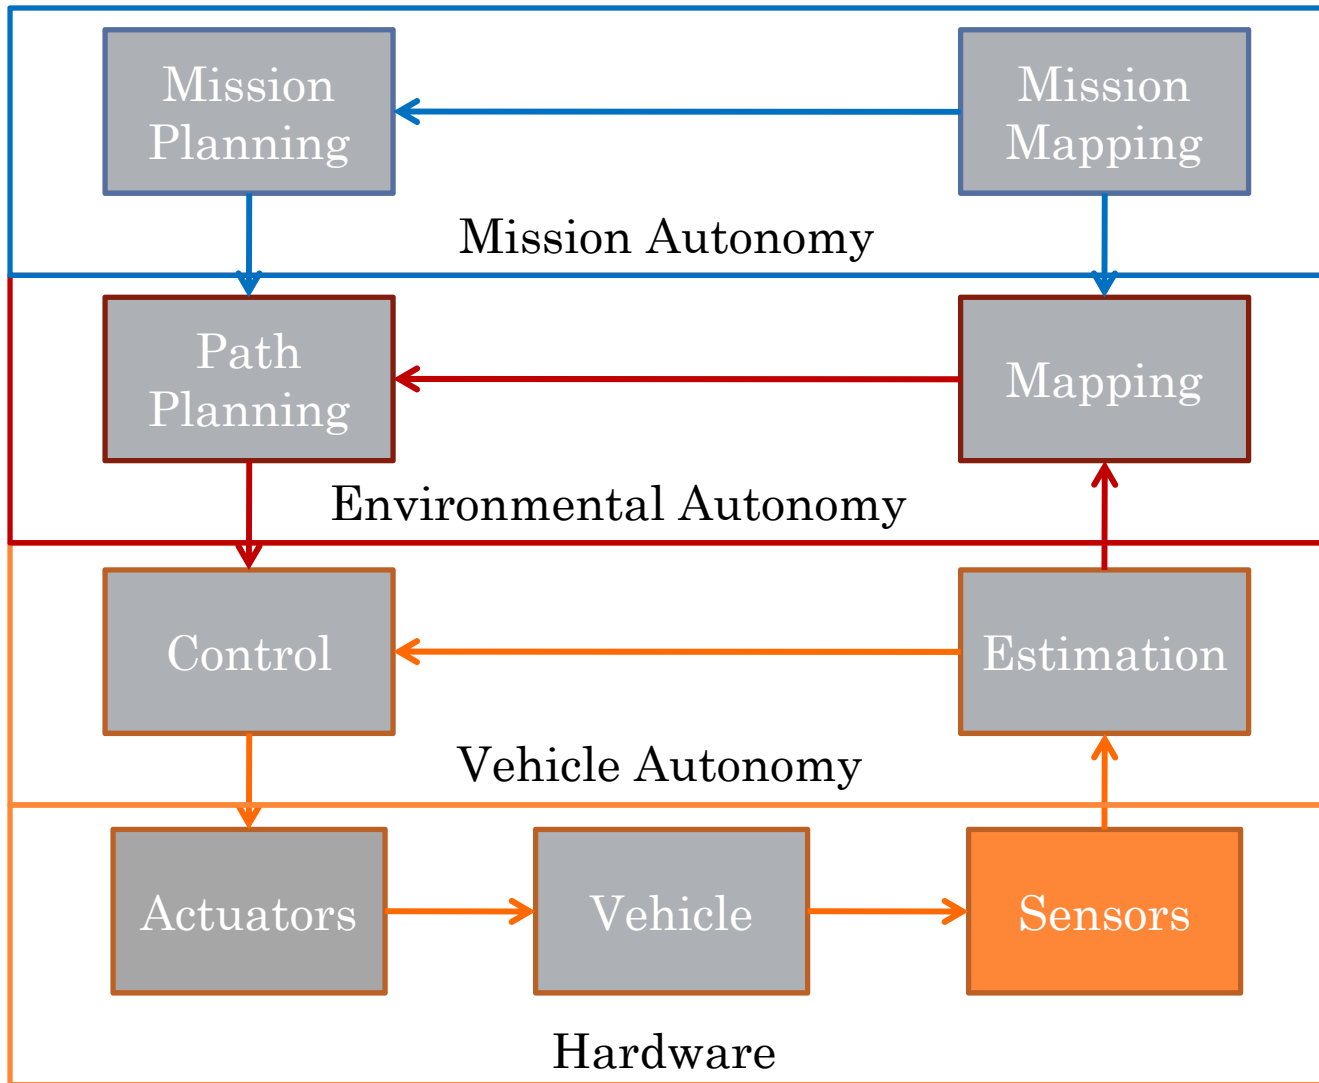 Mission
Planning
Mission
Mapping
Mission Autonomy
Path
Planning
Mapping
Environmental Autonomy
Control
Estimation
Vehicle Autonomy
Actuators
Vehicle
Sensors
Hardware